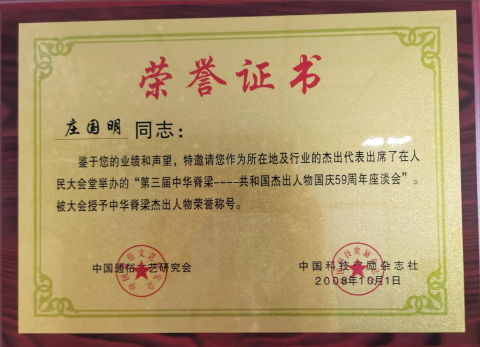 荣誉证书
庄国明 同志：
鉴于您的业绩和声望，特邀请您作为所在地及行业的杰出代表出席了在人
民大会堂举办的“第三届中华脊梁----共和国杰出人物国庆59周年座谈会”。
被大会授予中华脊梁杰出人物荣誉称号。
中国通俗文艺研究会
中国科技奖励杂志社
2008年10月1日